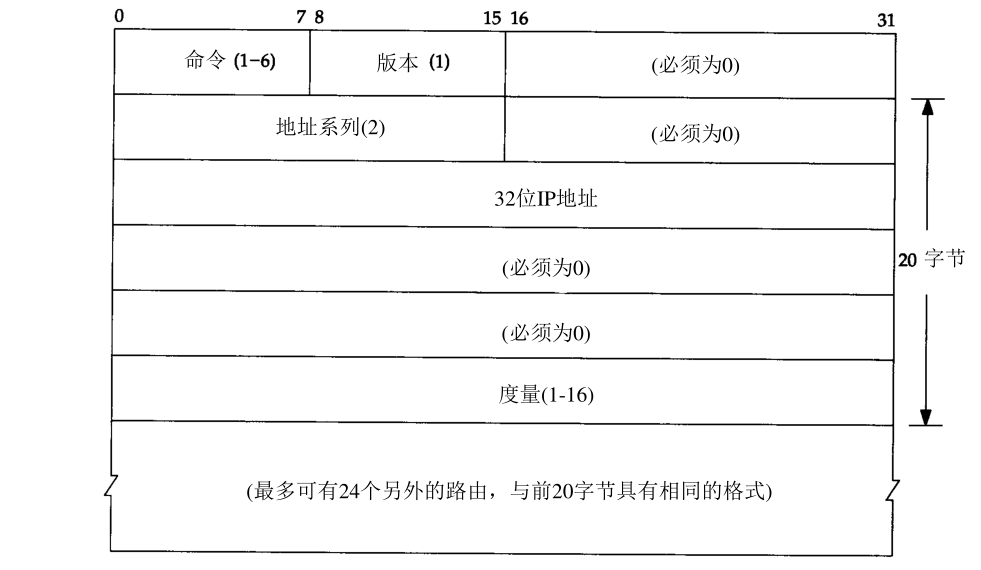 0 7 8 15 16 31
命令 (1-6) 版本 (1) (必须为0)
地址系列(2) (必须为0)
32位IP地址
(必须为0)
20 字节
(必须为0)
度量(1-16)
(最多可有24个另外的路由，与前20字节具有相同的格式)